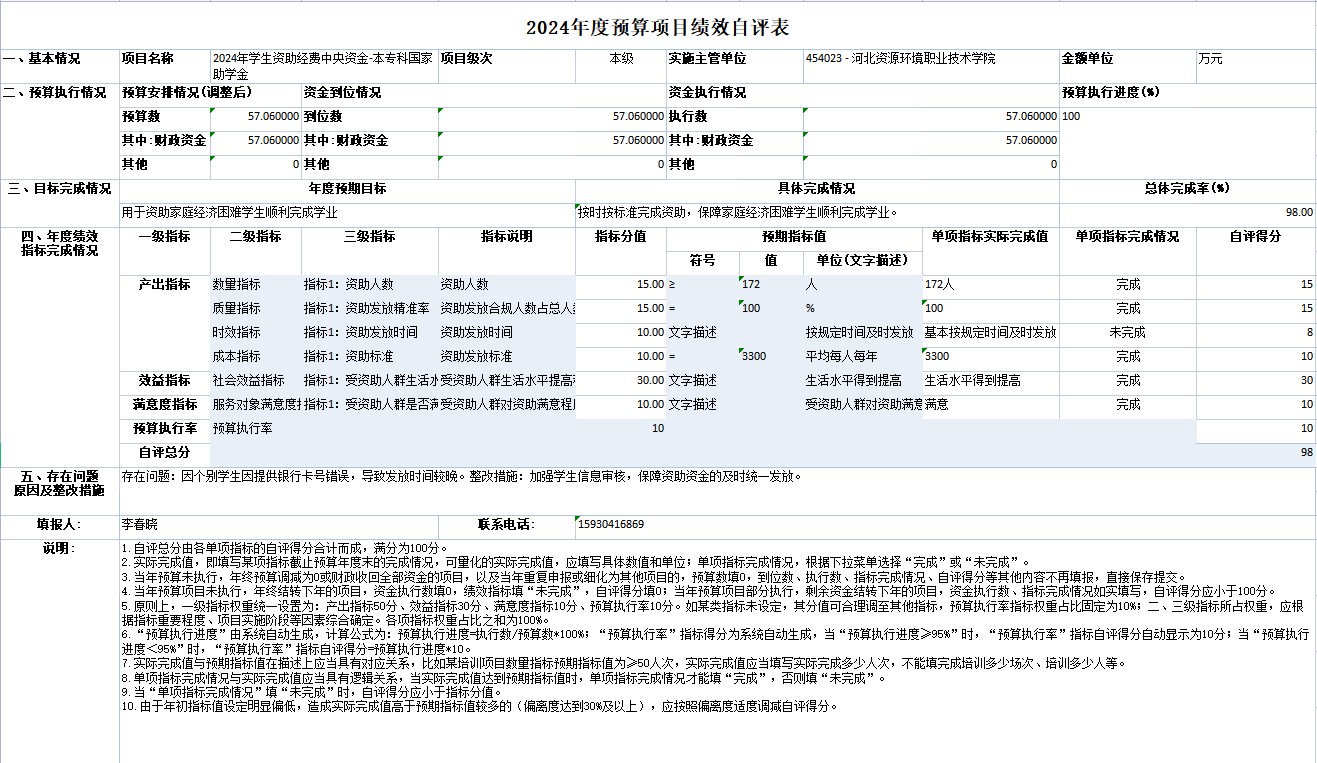 2024年度预算项目绩效自评表
一、基本情况 项目名称 2024年学生资助经费中央资金-本专科国家助学金 项目级次 本级 实施主管单位 454023 - 河北资源环境职业技术学院 金额单位 万元
二、预算执行情况 预算安排情况(调整后) 资金到位情况 资金执行情况 预算执行进度(%)
预算数 57.060000 到位数 57.060000 执行数 57.060000 100
其中:财政资金 57.060000 其中:财政资金 57.060000 其中:财政资金 57.060000
其他 0 其他 0 其他 0
三、目标完成情况 年度预期目标 具体完成情况 总体完成率(%)
用于资助家庭经济困难学生顺利完成学业 按时按标准完成资助，保障家庭经济困难学生顺利完成学业。 98.00
四、年度绩效指标完成情况 一级指标 二级指标 三级指标 指标说明 指标分值 预期指标值 单项指标实际完成值 单项指标完成情况 自评得分
符号 值 单位(文字描述)
产出指标 数量指标 指标1：资助人数 资助人数 15.00 ≥ 172 人 172人 完成 15
质量指标 指标1：资助发放精准率 资助发放合规人数占总人数 15.00 = 100 % 100 完成 15
时效指标 指标1：资助发放时间 资助发放时间 10.00 文字描述 按规定时间及时发放 基本按规定时间及时发放 未完成 8
成本指标 指标1：资助标准 资助发放标准 10.00 = 3300 平均每人每年 3300 完成 10
效益指标 社会效益指标 指标1：受资助人群生活水 受资助人群生活水平提高 30.00 文字描述 生活水平得到提高 生活水平得到提高 完成 30
满意度指标 服务对象满意度 指标1：受资助人群是否满 受资助人群对资助满意程 10.00 文字描述 受资助人群对资助满意 满意 完成 10
预算执行率 预算执行率 10 10
自评总分 98
五、存在问题原因及整改措施 存在问题：因个别学生因提供银行卡号错误，导致发放时间较晚。整改措施：加强学生信息审核，保障资助资金的及时统一发放。
填报人: 李春晓 联系电话: 15930416869
说明: 1. 自评总分由各单项指标的自评得分合计而成，满分为100分。
2. 实际完成值，即填写某项指标截止预算年度末的完成情况，可量化的实际完成值，应填写具体数值和单位；单项指标完成情况，根据下拉菜单选择“完成”或“未完成”。
3. 当年预算未执行，年终预算调减为0或财政收回全部资金的项目，以及当年重复申报或细化为其他项目的，预算数填0，到位数、执行数、指标完成情况、自评得分等其他内容不再填报，直接保存提交。
4. 当年预算项目未执行，年终结转下年的项目，资金执行数填0，绩效指标填“未完成”，自评得分填0；当年预算项目部分执行，剩余资金结转下年的项目，资金执行数、指标完成情况如实填写，自评得分应小于100分。
5. 原则上，一级指标权重统一设置为：产出指标50分、效益指标30分、满意度指标10分、预算执行率10分。如某类指标未设定，其分值可合理调至其他指标，预算执行率指标权重占比固定为10%；二、三级指标所占权重，应根
据指标重要程度、项目实施阶段等因素综合确定。各项指标权重占比之和为100%。
6. “预算执行进度”由系统自动生成，计算公式为：预算执行进度=执行数/预算数*100%；“预算执行率”指标得分为系统自动生成，当“预算执行进度≥95%”时，“预算执行率”指标自评得分自动显示为10分；当“预算执行
进度＜95%”时，“预算执行率”指标自评得分=预算执行进度*10。
7. 实际完成值与预期指标值在描述上应当具有对应关系，比如某培训项目数量指标预期指标值为≥50人次，实际完成值应当填写实际完成多少人次，不能填完成培训多少场次、培训多少人等。
8. 单项指标完成情况与实际完成值应当具有逻辑关系，当实际完成值达到预期指标值时，单项指标完成情况才能填“完成”，否则填“未完成”。
9. 当“单项指标完成情况”填“未完成”时，自评得分应小于指标分值。
10. 由于年初指标值设定明显偏低，造成实际完成值高于预期指标值较多的（偏离度达到30%及以上），应按照偏离度适度调减自评得分。